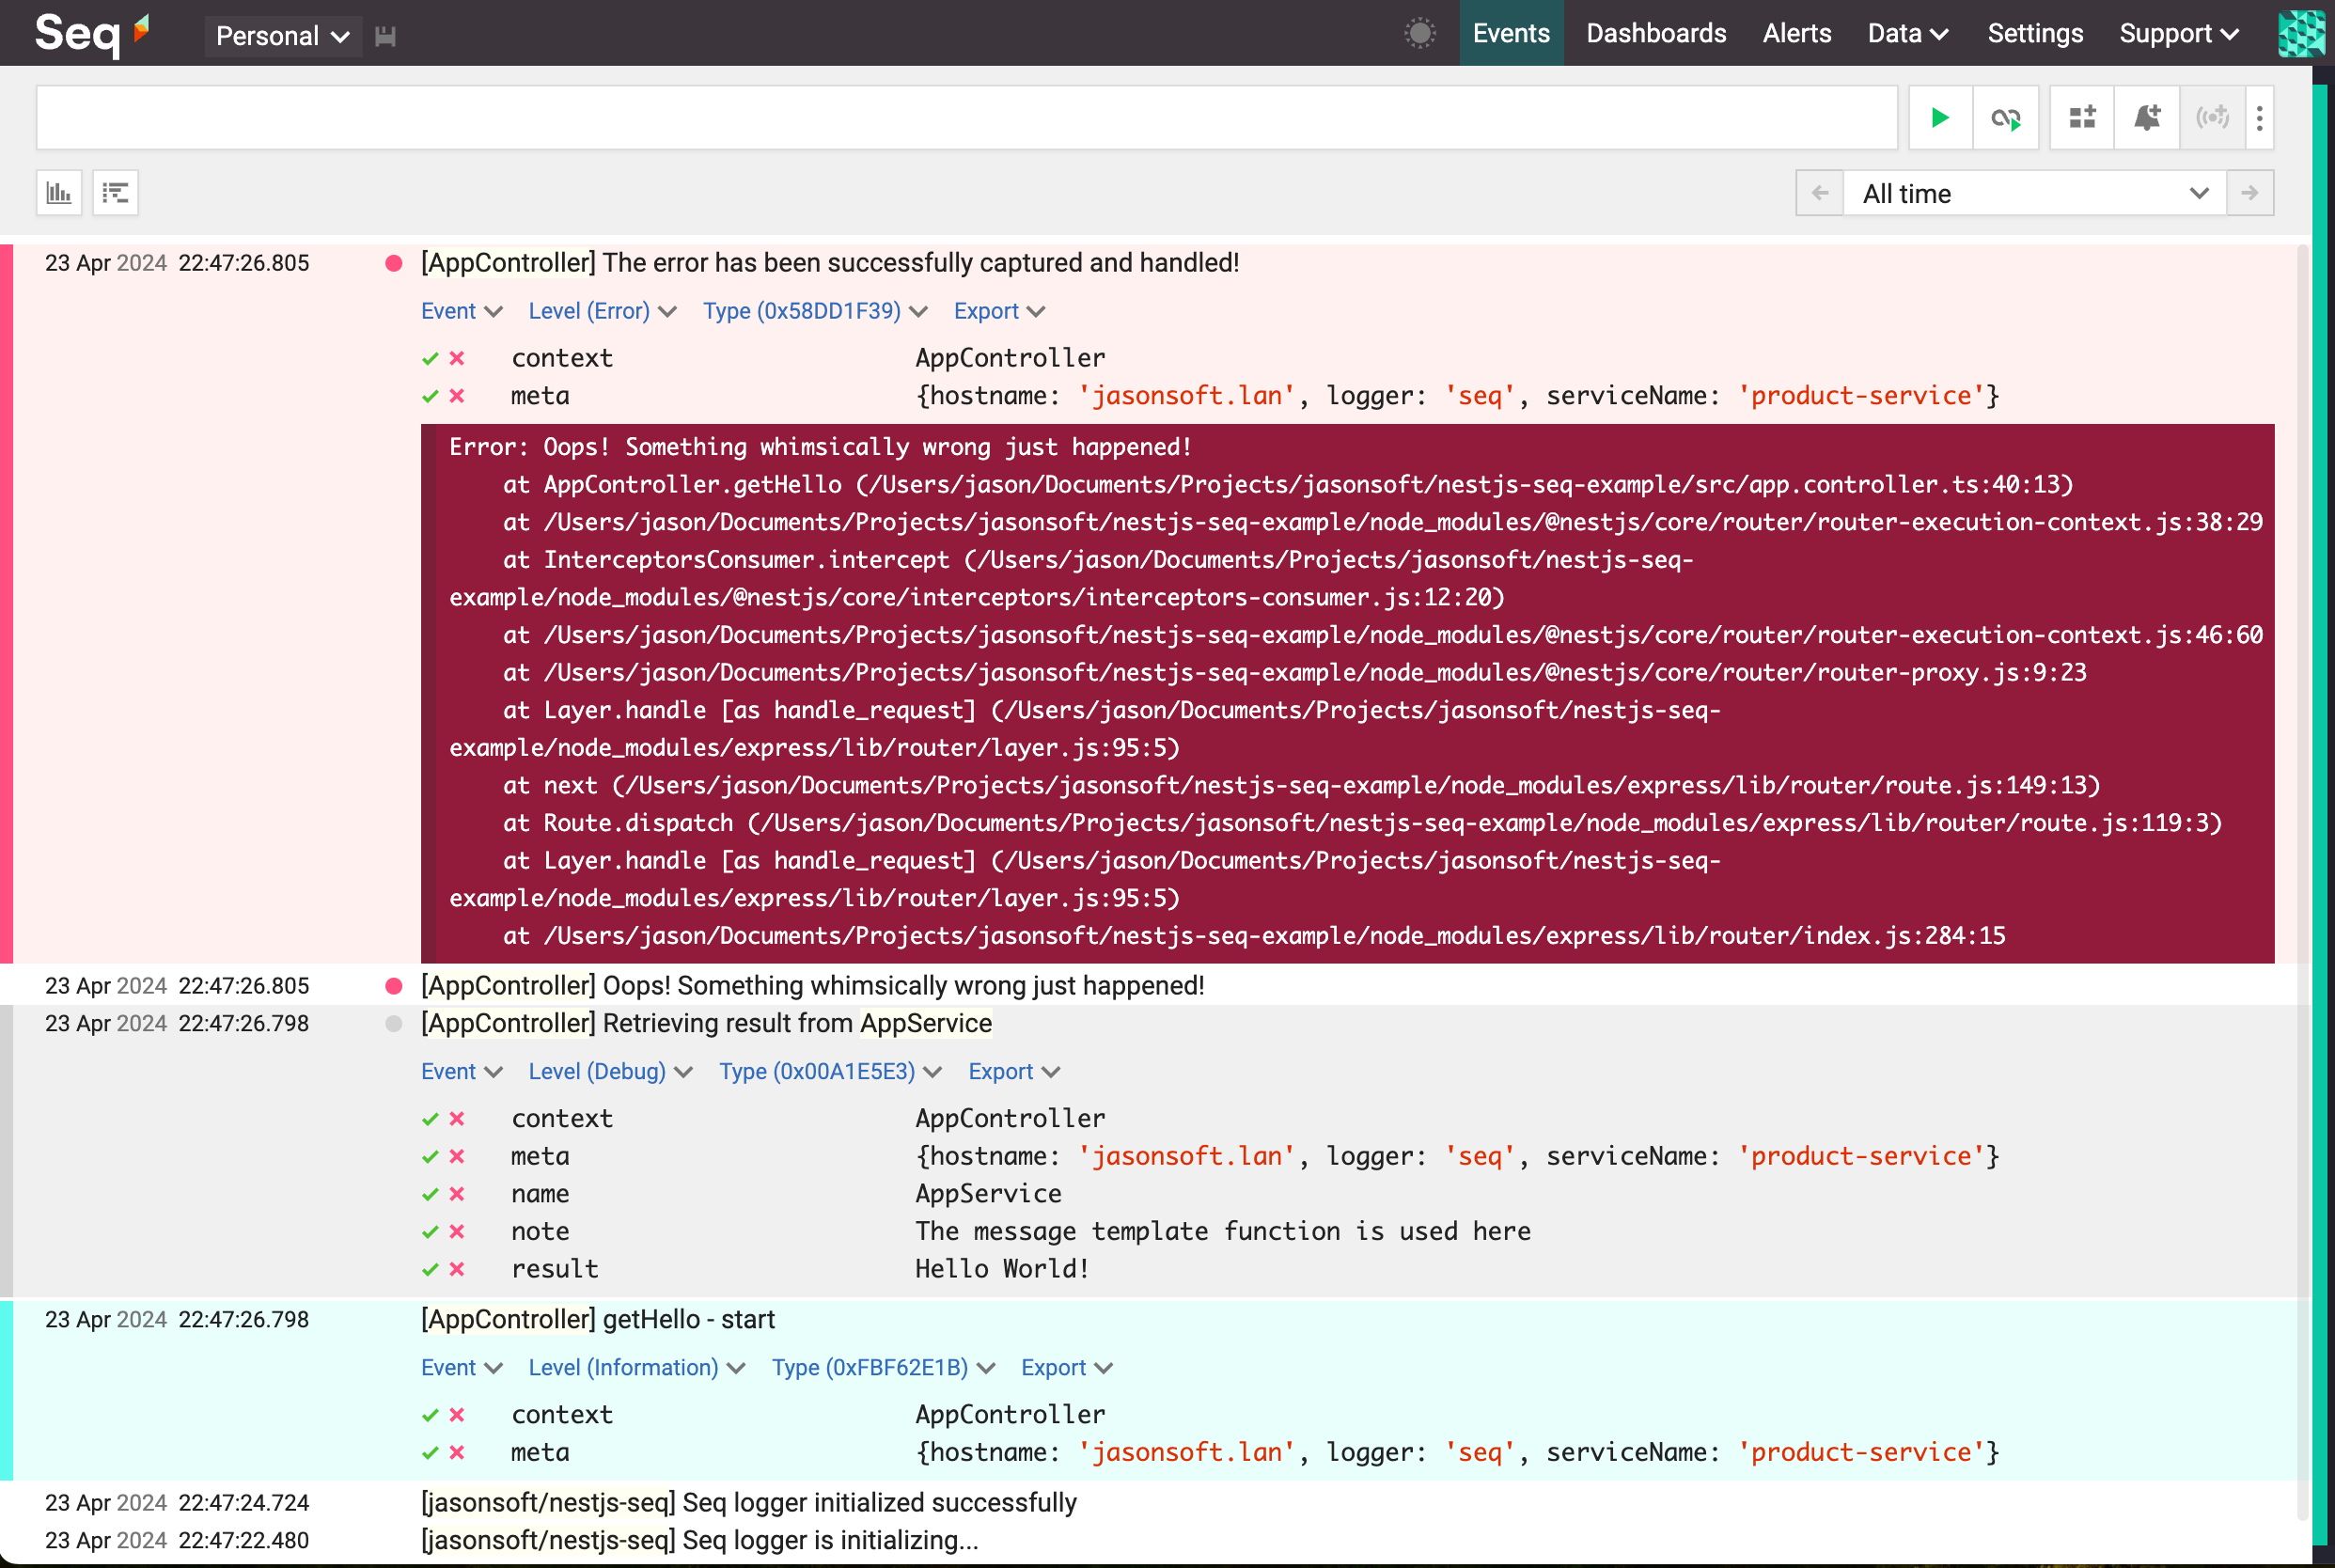 Seq Personal Events Dashboards Alerts Data Settings Support
All time
23 Apr 2024 22:47:26.805 [AppController] The error has been successfully captured and handled!
Event Level (Error) Type (0x58DD1F39) Export
context AppController
meta {hostname: 'jasonsoft.lan', logger: 'seq', serviceName: 'product-service'}
Error: Oops! Something whimsically wrong just happened!
at AppController.getHello (/Users/jason/Documents/Projects/jasonsoft/nestjs-seq-example/src/app.controller.ts:40:13)
at /Users/jason/Documents/Projects/jasonsoft/nestjs-seq-example/node_modules/@nestjs/core/router/router-execution-context.js:38:29
at InterceptorsConsumer.intercept (/Users/jason/Documents/Projects/jasonsoft/nestjs-seq-
example/node_modules/@nestjs/core/interceptors/interceptors-consumer.js:12:20)
at /Users/jason/Documents/Projects/jasonsoft/nestjs-seq-example/node_modules/@nestjs/core/router/router-execution-context.js:46:60
at /Users/jason/Documents/Projects/jasonsoft/nestjs-seq-example/node_modules/@nestjs/core/router/router-proxy.js:9:23
at Layer.handle [as handle_request] (/Users/jason/Documents/Projects/jasonsoft/nestjs-seq-
example/node_modules/express/lib/router/layer.js:95:5)
at next (/Users/jason/Documents/Projects/jasonsoft/nestjs-seq-example/node_modules/express/lib/router/route.js:149:13)
at Route.dispatch (/Users/jason/Documents/Projects/jasonsoft/nestjs-seq-example/node_modules/express/lib/router/route.js:119:3)
at Layer.handle [as handle_request] (/Users/jason/Documents/Projects/jasonsoft/nestjs-seq-
example/node_modules/express/lib/router/layer.js:95:5)
at /Users/jason/Documents/Projects/jasonsoft/nestjs-seq-example/node_modules/express/lib/router/index.js:284:15
23 Apr 2024 22:47:26.805 [AppController] Oops! Something whimsically wrong just happened!
23 Apr 2024 22:47:26.798 [AppController] Retrieving result from AppService
Event Level (Debug) Type (0x00A1E5E3) Export
context AppController
meta {hostname: 'jasonsoft.lan', logger: 'seq', serviceName: 'product-service'}
name AppService
note The message template function is used here
result Hello World!
23 Apr 2024 22:47:26.798 [AppController] getHello - start
Event Level (Information) Type (0xFBF62E1B) Export
context AppController
meta {hostname: 'jasonsoft.lan', logger: 'seq', serviceName: 'product-service'}
23 Apr 2024 22:47:24.724 [jasonsoft/nestjs-seq] Seq logger initialized successfully
23 Apr 2024 22:47:22.480 [jasonsoft/nestjs-seq] Seq logger is initializing...